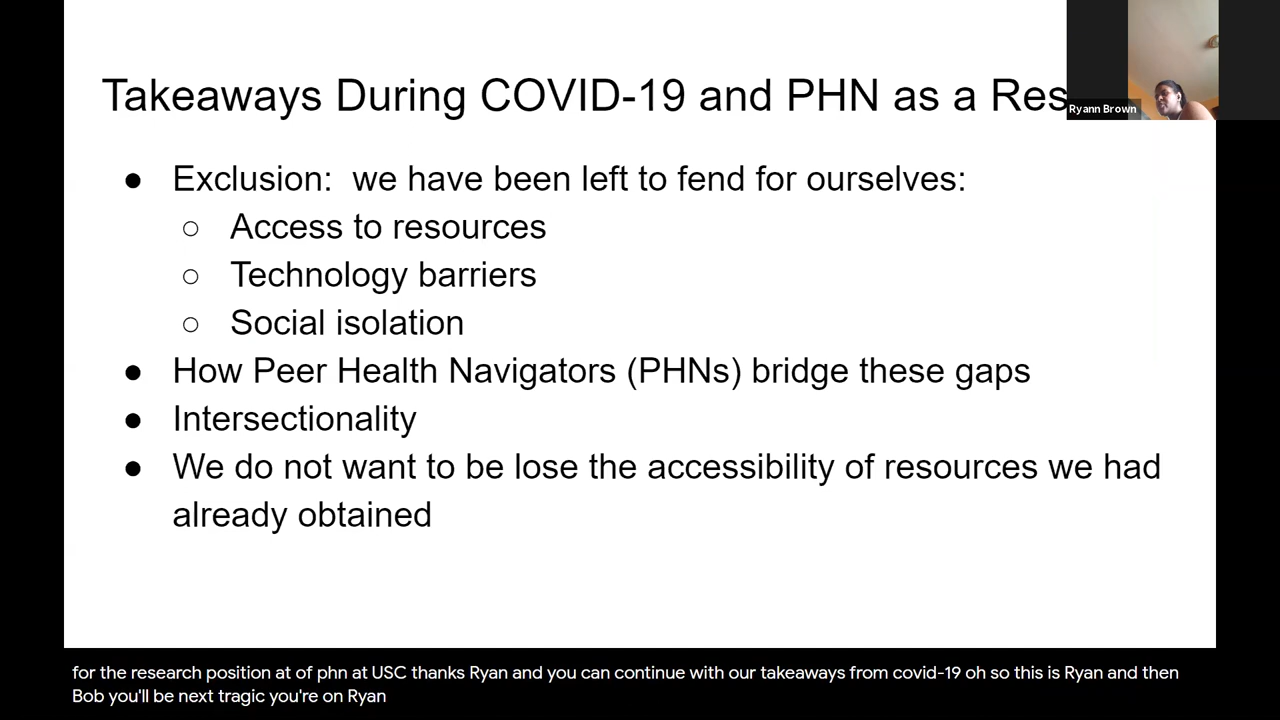 Takeaways During COVID-19 and PHN as a Res
Ryann Brown
● Exclusion:  we have been left to fend for ourselves:
○ Access to resources
○ Technology barriers
○ Social isolation
● How Peer Health Navigators (PHNs) bridge these gaps
● Intersectionality
● We do not want to be lose the accessibility of resources we had
already obtained
for the research position at of phn at USC thanks Ryan and you can continue with our takeaways from covid-19 oh so this is Ryan and then
Bob you'll be next tragic you're on Ryan